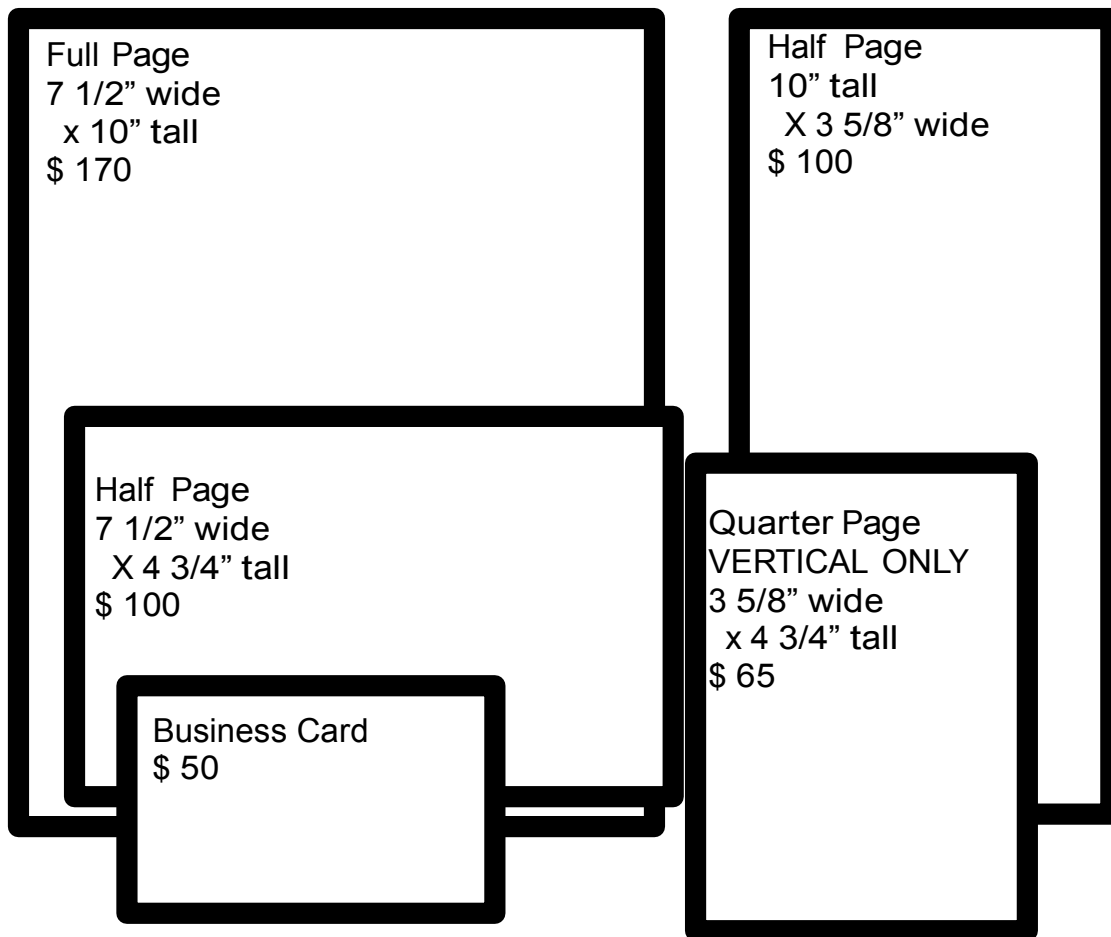 Full Page
7 1/2” wide
x 10” tall
$ 170
Half Page
10” tall
X 3 5/8” wide
$ 100
Half Page
7 1/2” wide
X 4 3/4” tall
$ 100
Quarter Page
VERTICAL ONLY
3 5/8” wide
x 4 3/4” tall
$ 65
Business Card
$ 50